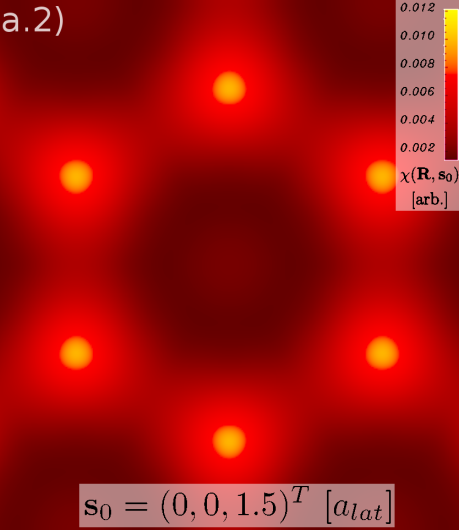 a.2)
0.012
0.010
0.008
0.006
0.004
0.002
χ(R, s₀)
[arb.]
s₀ = (0, 0, 1.5)ᵀ [a_lat]